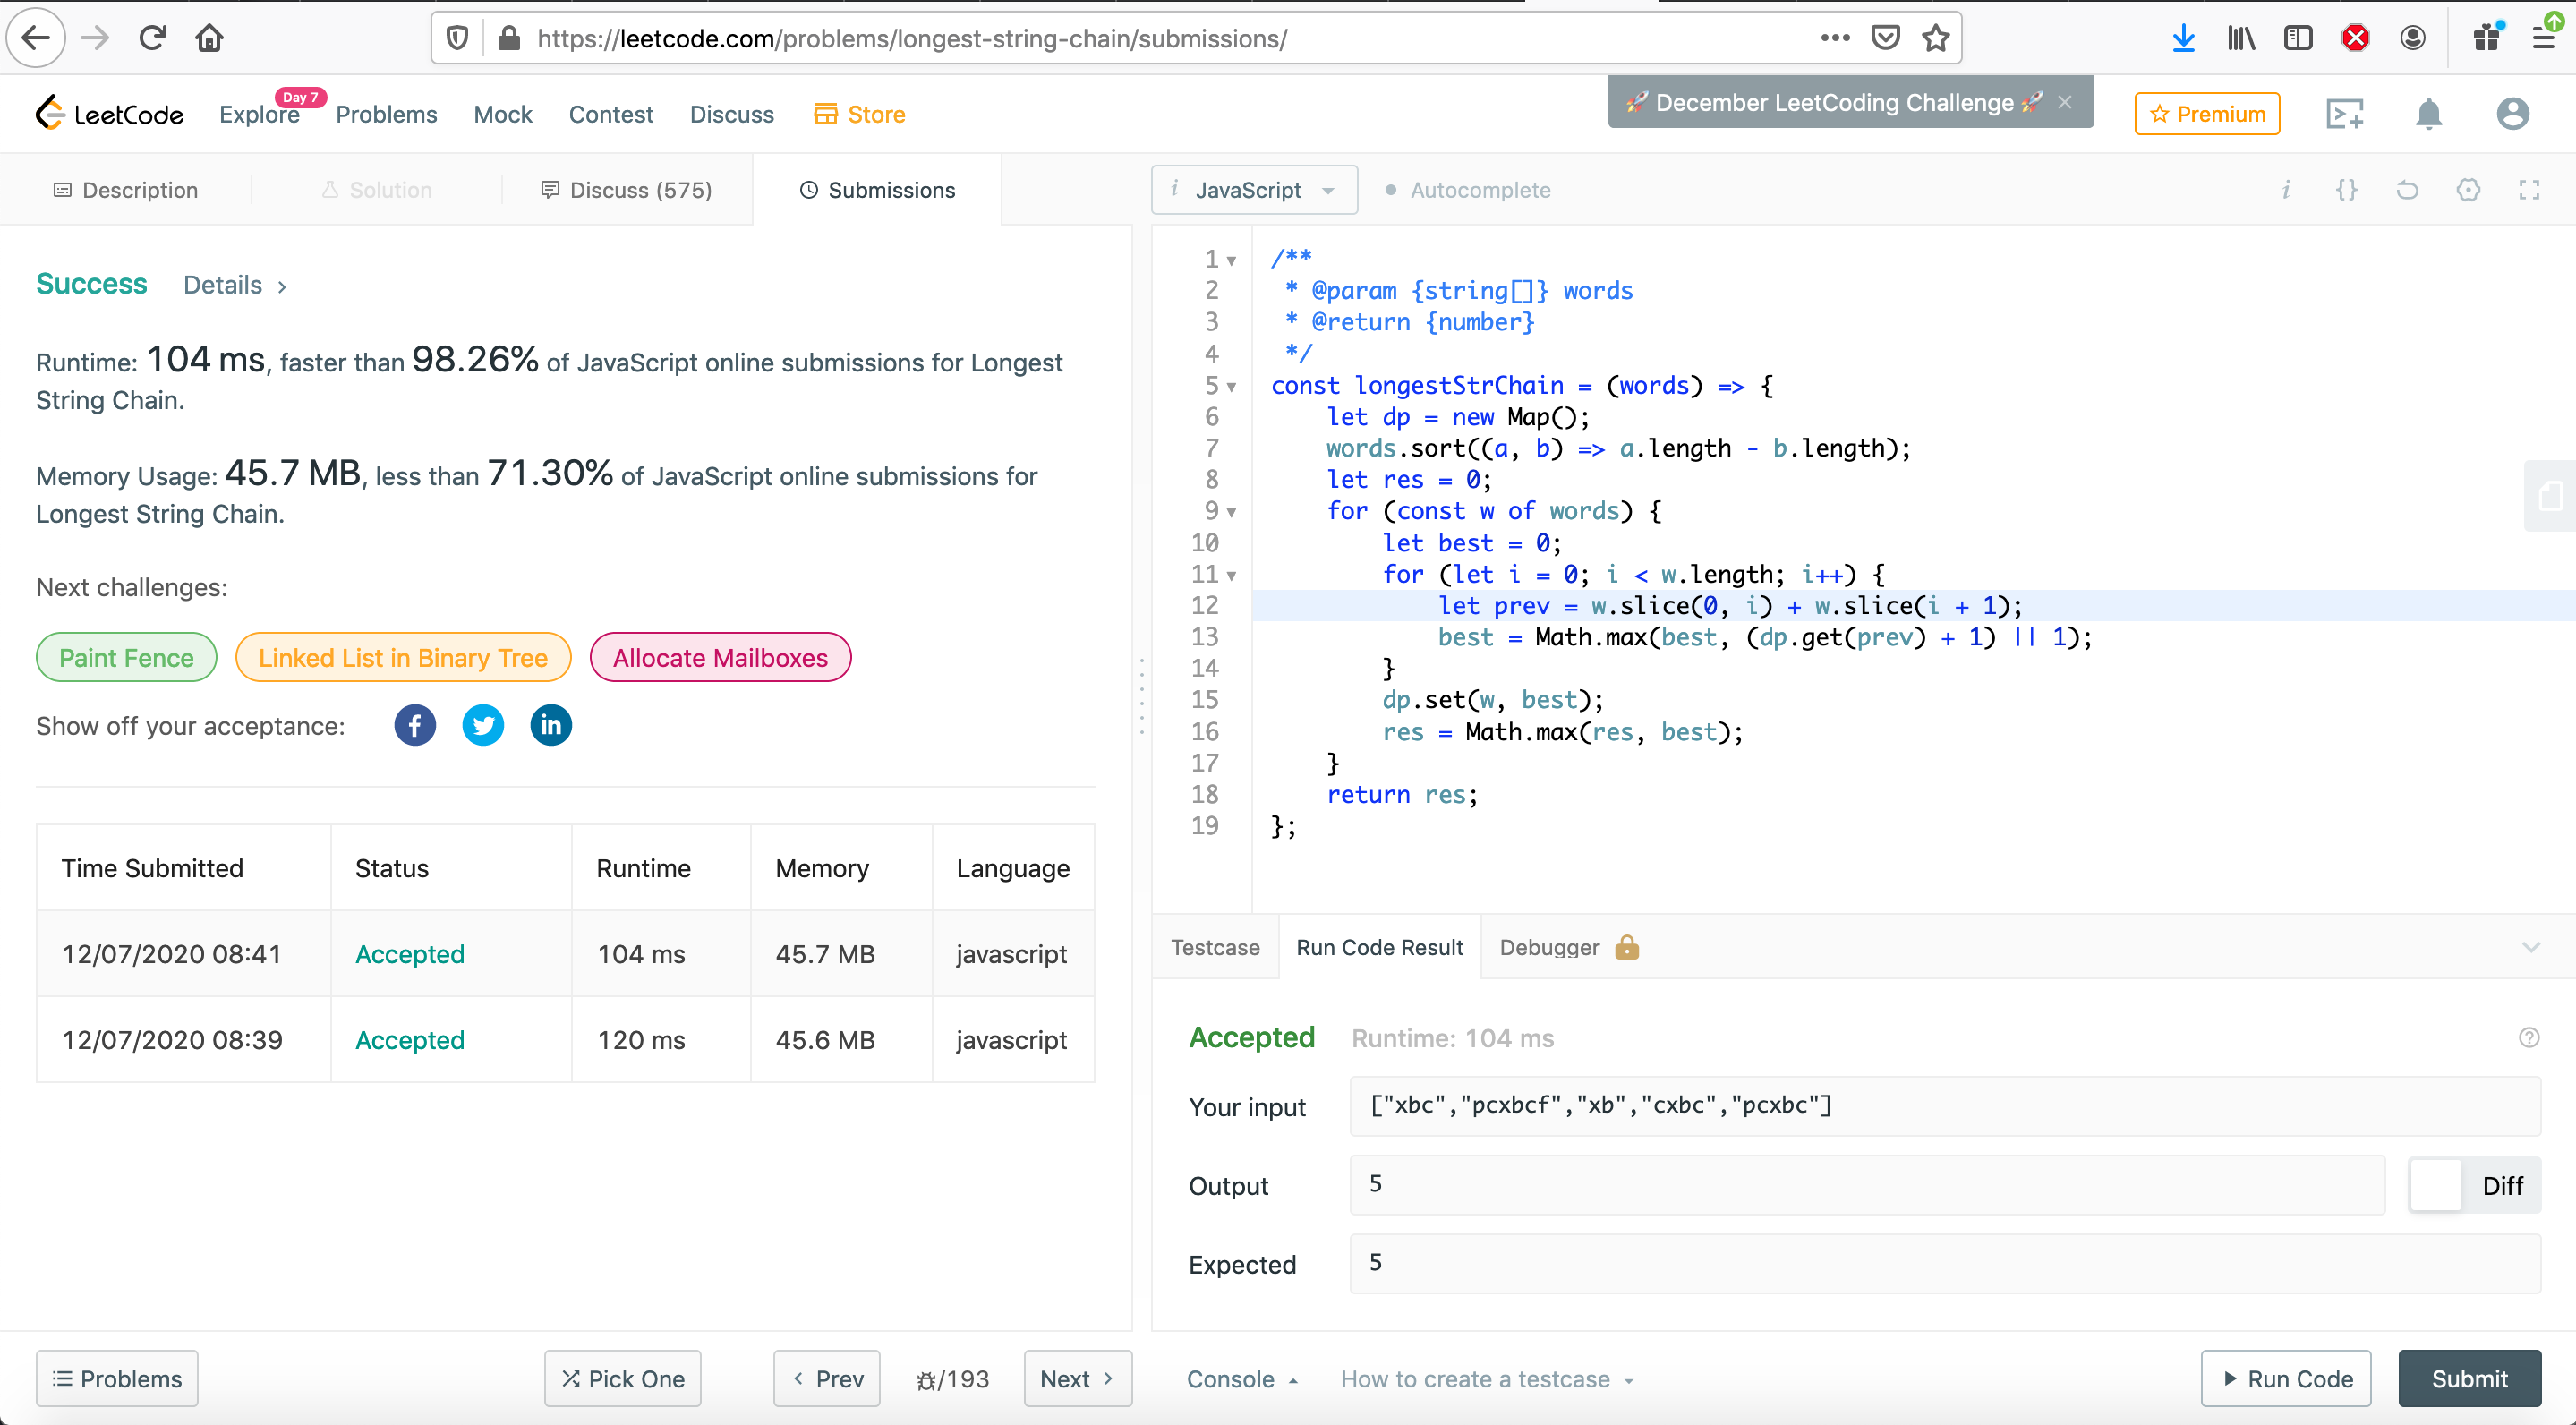 https://leetcode.com/problems/longest-string-chain/submissions/
LeetCode
Explore
Day 7
Problems
Mock
Contest
Discuss
Store
🚀 December LeetCoding Challenge 🚀
Premium
Description
Solution
Discuss (575)
Submissions
Success
Details
Runtime: 104 ms, faster than 98.26% of JavaScript online submissions for Longest
String Chain.
Memory Usage: 45.7 MB, less than 71.30% of JavaScript online submissions for
Longest String Chain.
Next challenges:
Paint Fence
Linked List in Binary Tree
Allocate Mailboxes
Show off your acceptance:
Time Submitted Status Runtime Memory Language
12/07/2020 08:41 Accepted 104 ms 45.7 MB javascript
12/07/2020 08:39 Accepted 120 ms 45.6 MB javascript
Problems
Pick One
Prev
/193
Next
i JavaScript
Autocomplete
i {}
1 /**
2  * @param {string[]} words
3  * @return {number}
4  */
5 const longestStrChain = (words) => {
6     let dp = new Map();
7     words.sort((a, b) => a.length - b.length);
8     let res = 0;
9     for (const w of words) {
10         let best = 0;
11         for (let i = 0; i < w.length; i++) {
12             let prev = w.slice(0, i) + w.slice(i + 1);
13             best = Math.max(best, (dp.get(prev) + 1) || 1);
14         }
15         dp.set(w, best);
16         res = Math.max(res, best);
17     }
18     return res;
19 };
Testcase
Run Code Result
Debugger
Accepted
Runtime: 104 ms
Your input
["xbc","pcxbcf","xb","cxbc","pcxbc"]
Output
5
Diff
Expected
5
Console
How to create a testcase
Run Code
Submit